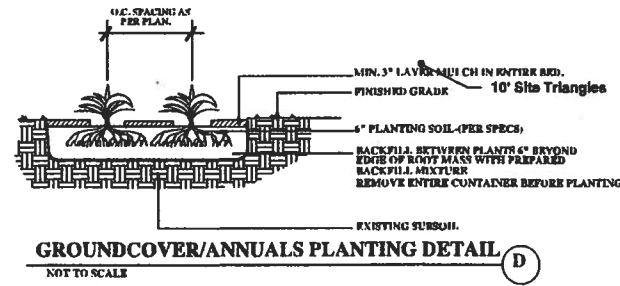 O.C. SPACING AS
PER PLAN.
MIN. 3" LAYER MULCH IN ENTIRE BED.
FINISHED GRADE
10' Site Triangles
6" PLANTING SOIL-(PER SPECS)
BACKFILL BETWEEN PLANTS 6" BEYOND
EDGE OF ROOT MASS WITH PREPARED
BACKFILL MIXTURE
REMOVE ENTIRE CONTAINER BEFORE PLANTING
EXISTING SUBSOIL
GROUNDCOVER/ANNUALS PLANTING DETAIL D
NOT TO SCALE